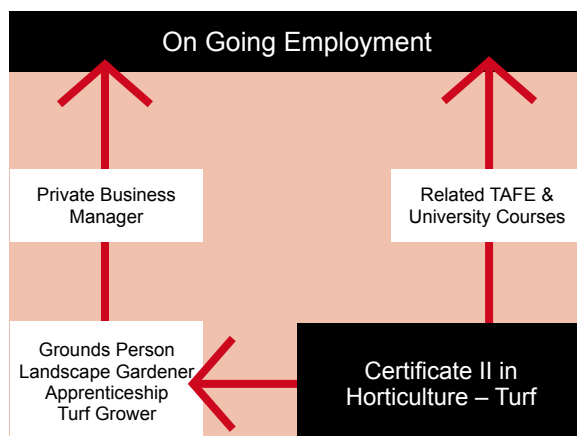 On Going Employment
Private Business
Manager
Related TAFE &
University Courses
Grounds Person
Landscape Gardener
Apprenticeship
Turf Grower
Certificate II in
Horticulture – Turf